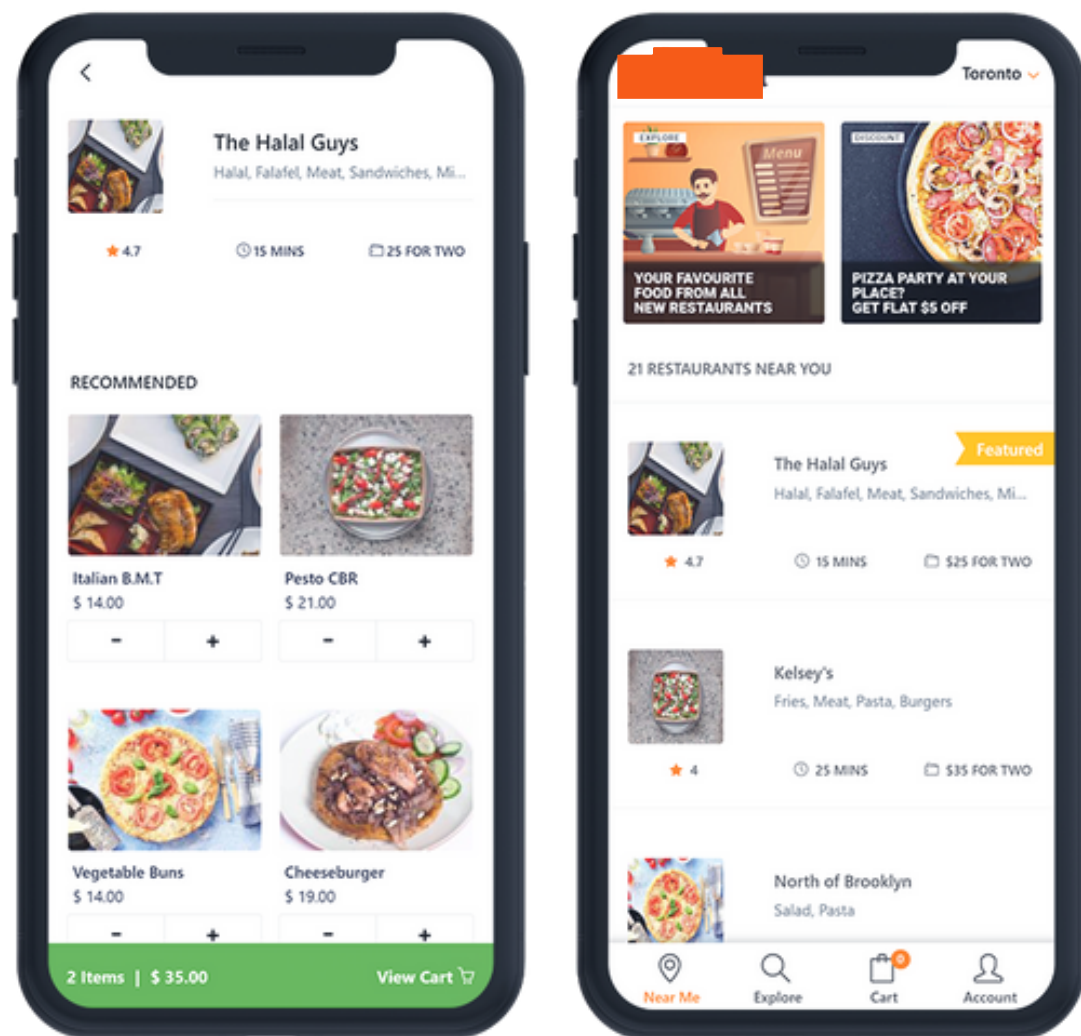 The Halal Guys
Halal, Falafel, Meat, Sandwiches, Mi...
4.7
15 MINS
25 FOR TWO
RECOMMENDED
Italian B.M.T
$ 14.00
- +
Pesto CBR
$ 21.00
- +
Vegetable Buns
$ 14.00
- +
Cheeseburger
$ 19.00
- +
2 Items | $ 35.00
View Cart
Toronto
EXPLORE
Menu
YOUR FAVOURITE
FOOD FROM ALL
NEW RESTAURANTS
DISCOUNT
PIZZA PARTY AT YOUR
PLACE?
GET FLAT $5 OFF
21 RESTAURANTS NEAR YOU
Featured
The Halal Guys
Halal, Falafel, Meat, Sandwiches, Mi...
4.7
15 MINS
$25 FOR TWO
Kelsey's
Fries, Meat, Pasta, Burgers
4
25 MINS
$35 FOR TWO
North of Brooklyn
Salad, Pasta
0
Near Me
Explore
Cart
Account